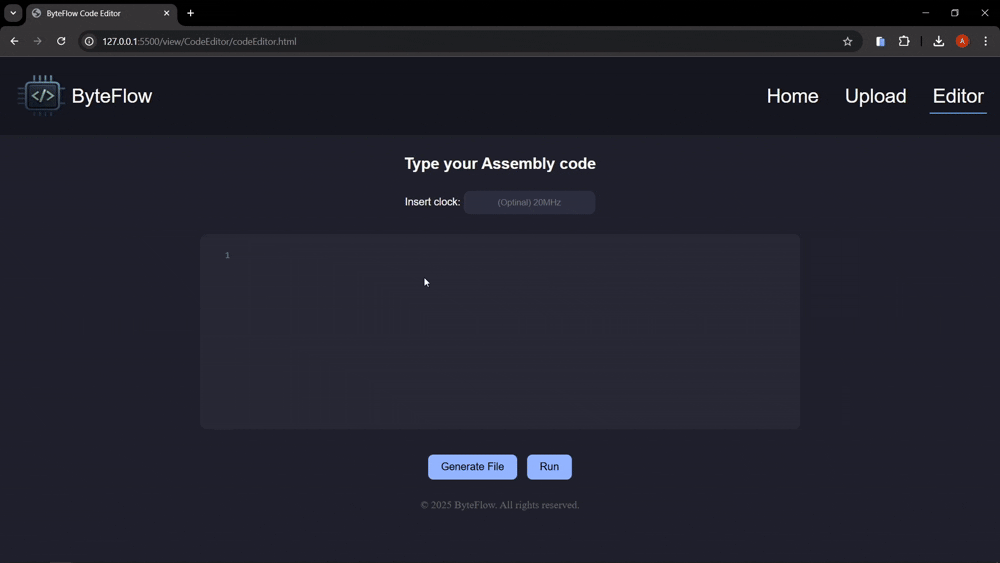 ByteFlow Code Editor
127.0.0.1:5500/view/CodeEditor/codeEditor.html
A
</> ByteFlow
Home Upload Editor
Type your Assembly code
Insert clock: (Optinal) 20MHz
1
Generate File Run
© 2025 ByteFlow. All rights reserved.